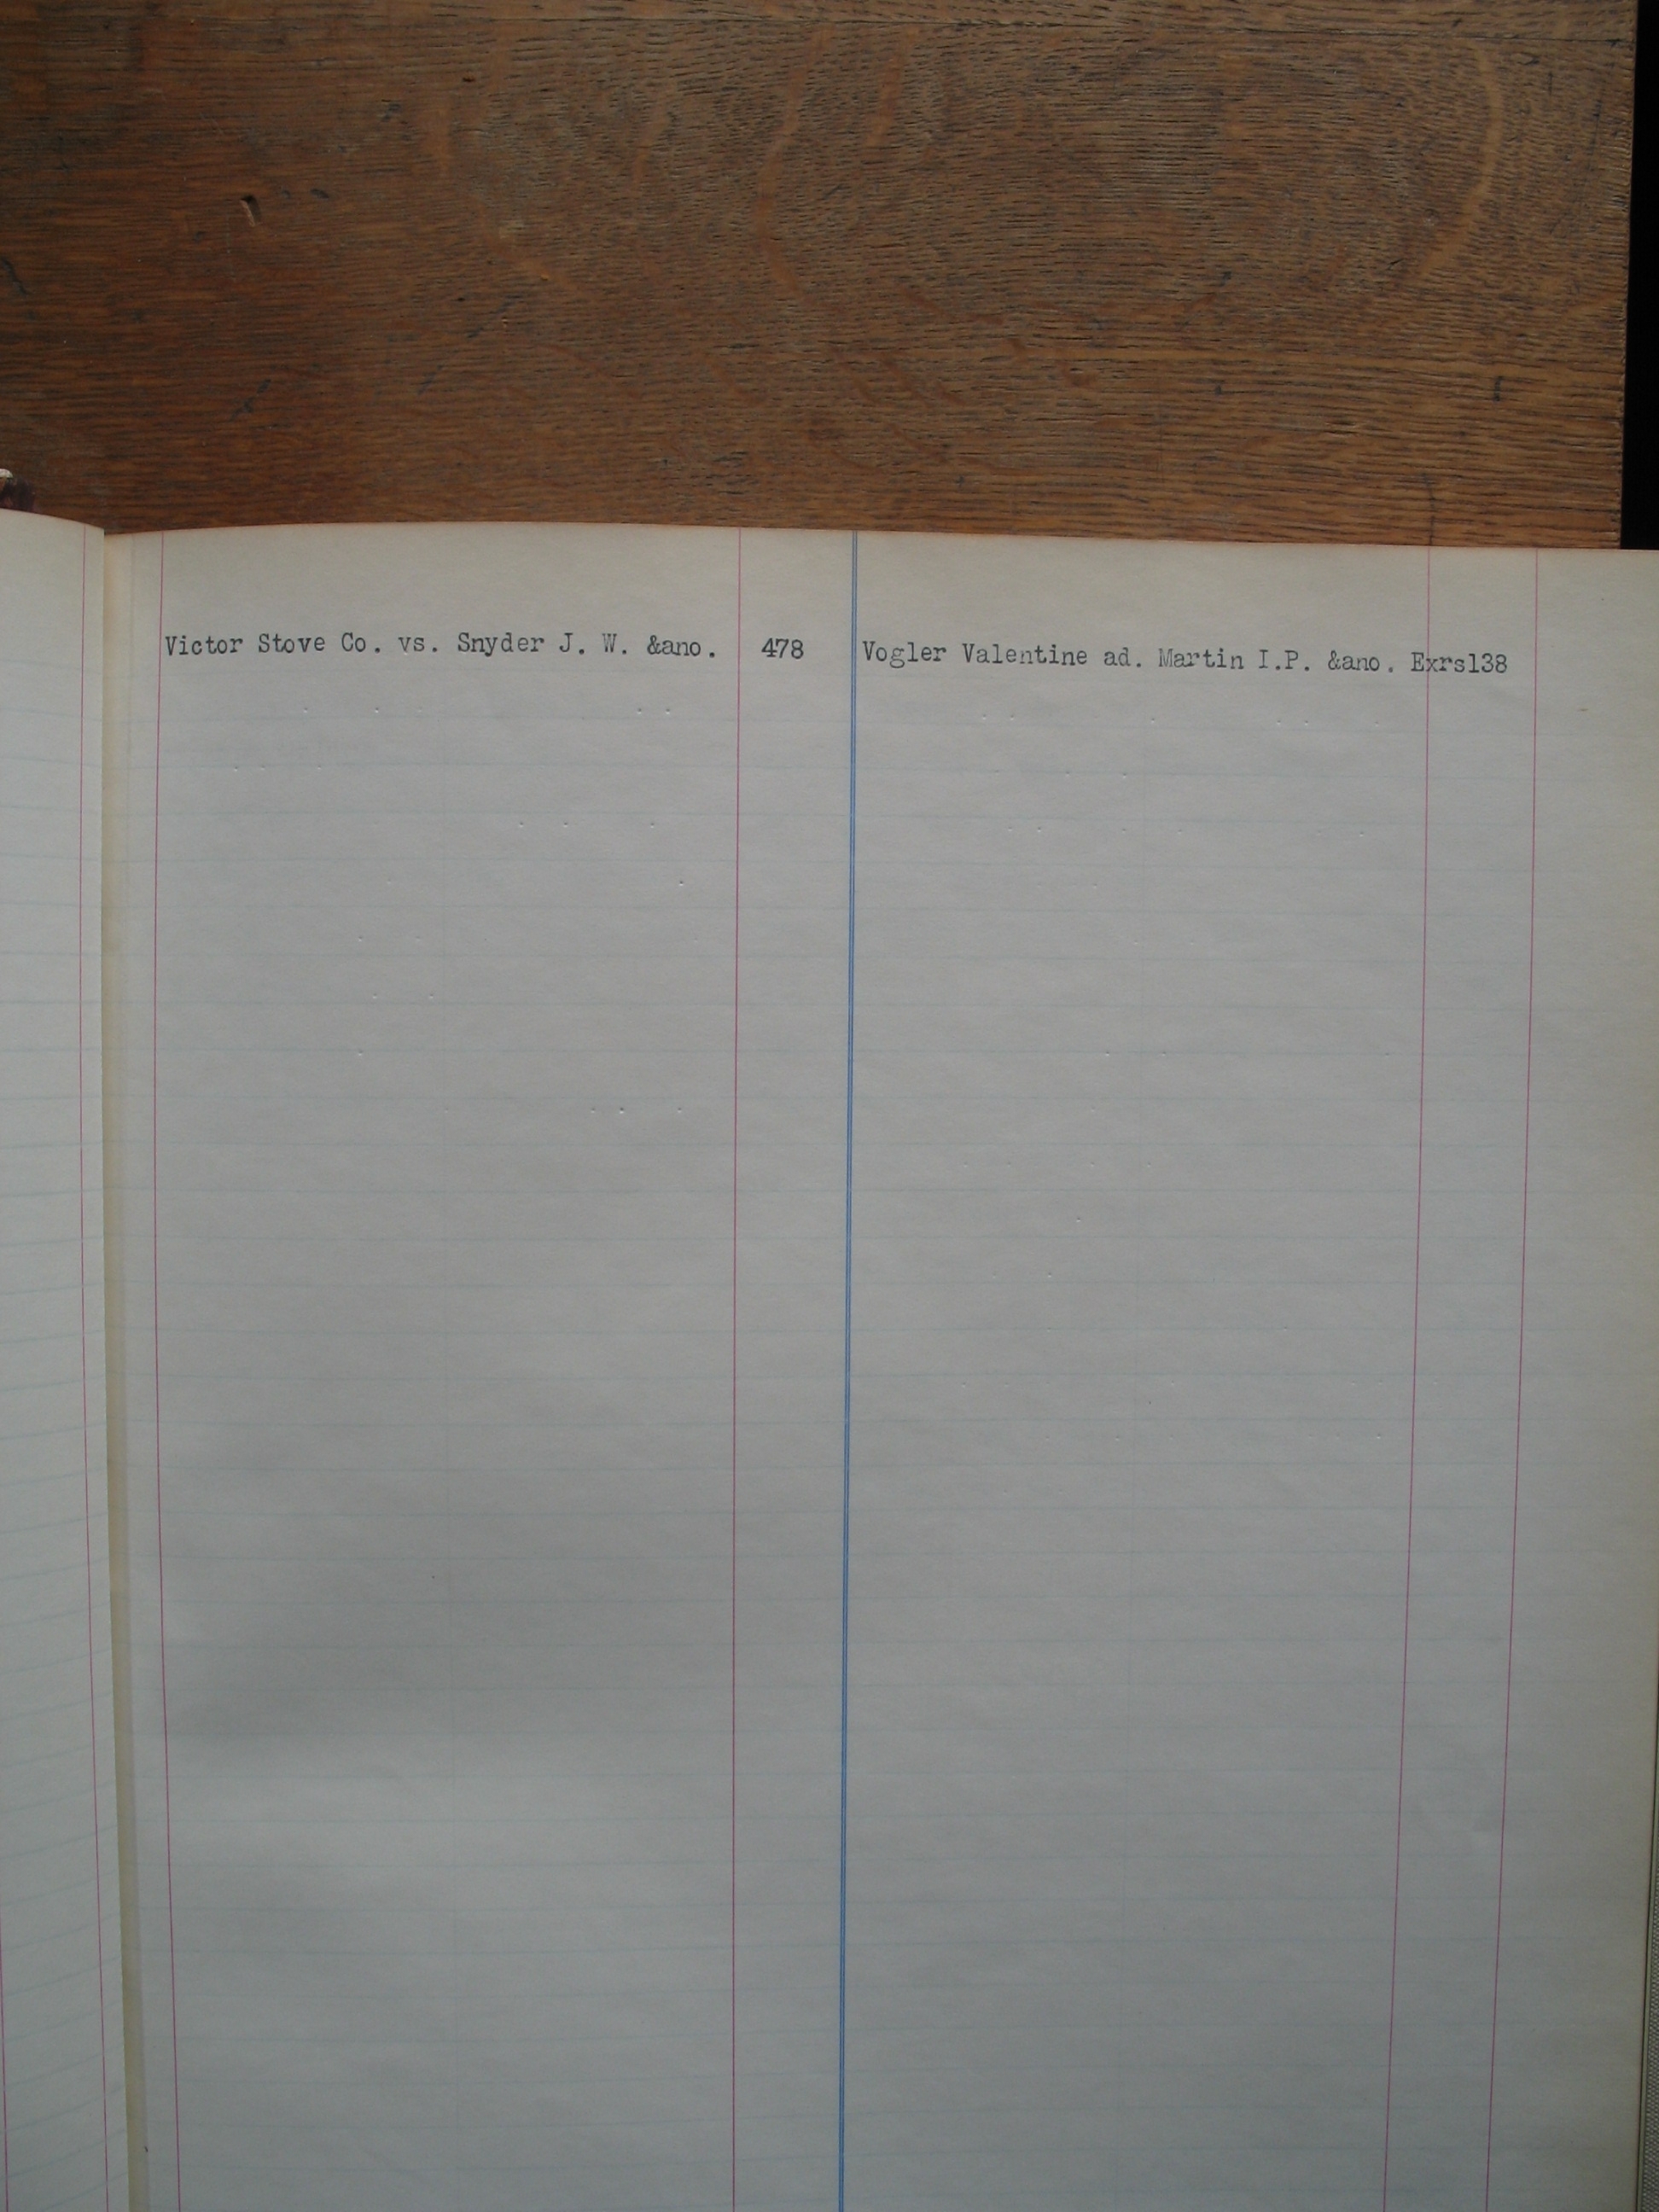 Victor Stove Co. vs. Snyder J. W. &ano. 478
Vogler Valentine ad. Martin I.P. &ano. Exrs138